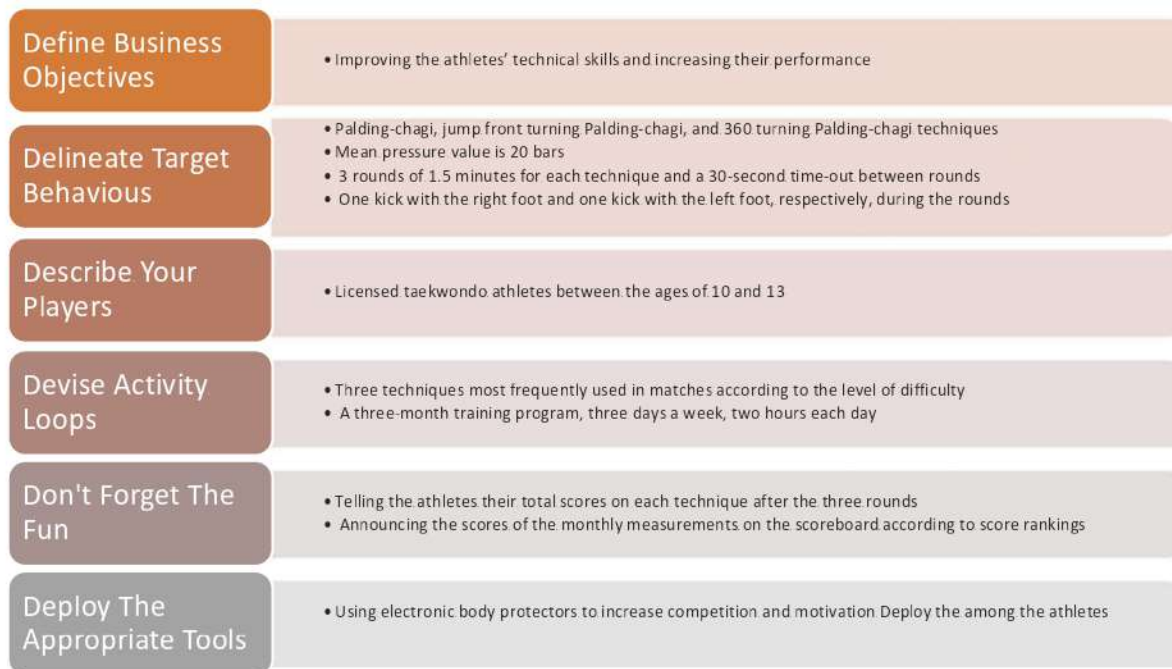 Define Business
Objectives
• Improving the athletes' technical skills and increasing their performance
Delineate Target
Behavious
• Palding-chagi, jump front turning Palding-chagi, and 360 turning Palding-chagi techniques
• Mean pressure value is 20 bars
• 3 rounds of 1.5 minutes for each technique and a 30-second time-out between rounds
• One kick with the right foot and one kick with the left foot, respectively, during the rounds
Describe Your
Players
• Licensed taekwondo athletes between the ages of 10 and 13
Devise Activity
Loops
• Three techniques most frequently used in matches according to the level of difficulty
• A three-month training program, three days a week, two hours each day
Don't Forget The
Fun
• Telling the athletes their total scores on each technique after the three rounds
• Announcing the scores of the monthly measurements on the scoreboard according to score rankings
Deploy The
Appropriate Tools
• Using electronic body protectors to increase competition and motivation Deploy the among the athletes